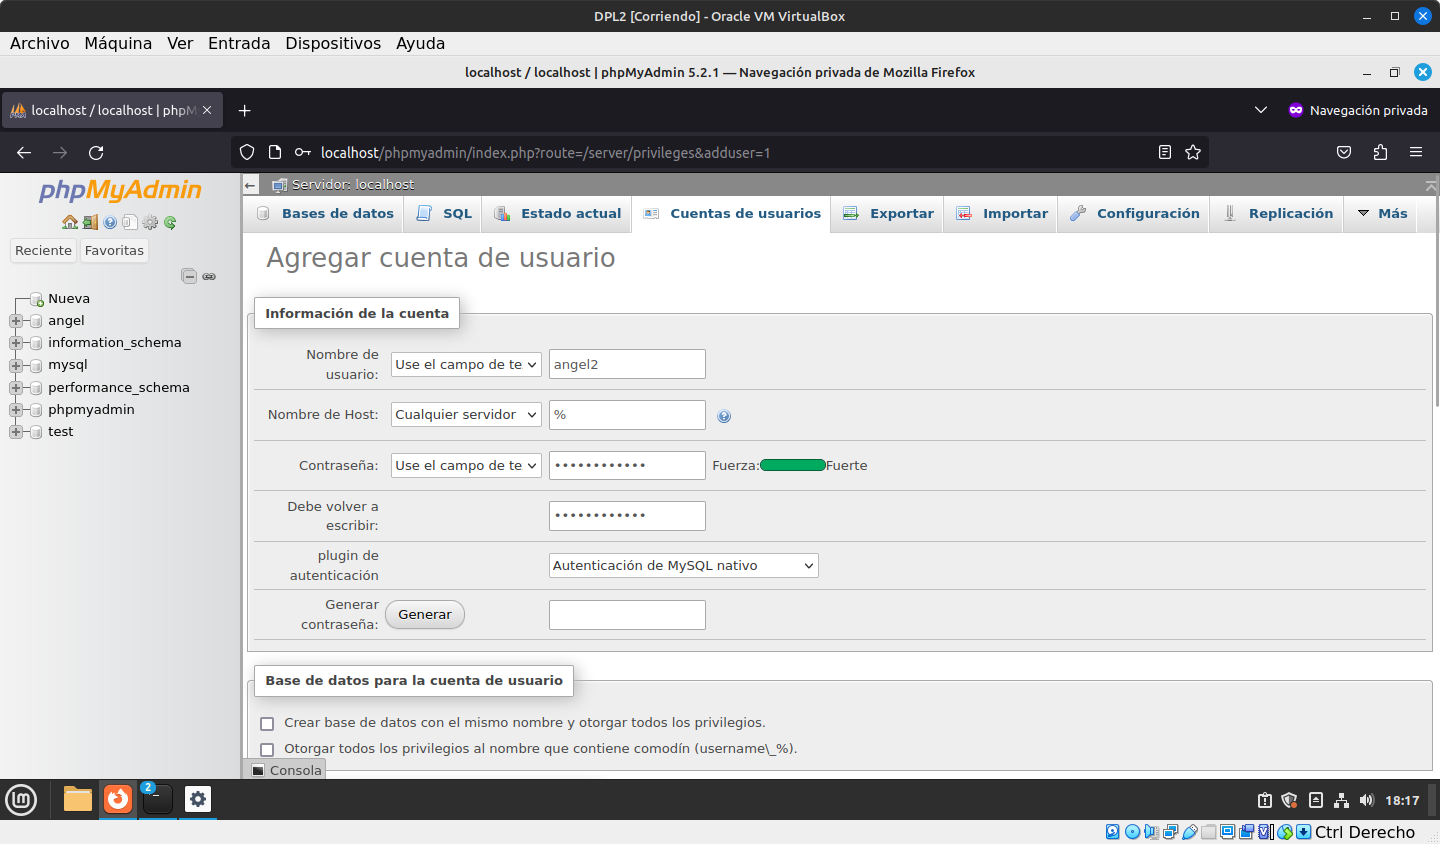 DPL2 [Corriendo] - Oracle VM VirtualBox
Archivo Máquina Ver Entrada Dispositivos Ayuda
localhost / localhost | phpMyAdmin 5.2.1 — Navegación privada de Mozilla Firefox
localhost / localhost | phpM
Navegación privada
localhost/phpmyadmin/index.php?route=/server/privileges&adduser=1
phpMyAdmin
Reciente Favoritas
Nueva
angel
information_schema
mysql
performance_schema
phpmyadmin
test
Servidor: localhost
Bases de datos SQL Estado actual Cuentas de usuarios Exportar Importar Configuración Replicación Más
Agregar cuenta de usuario
Información de la cuenta
Nombre de usuario: Use el campo de te angel2
Nombre de Host: Cualquier servidor %
Contraseña: Use el campo de te •••••••••••• Fuerza: Fuerte
Debe volver a escribir: ••••••••••••
plugin de autenticación Autenticación de MySQL nativo
Generar contraseña: Generar
Base de datos para la cuenta de usuario
Crear base de datos con el mismo nombre y otorgar todos los privilegios.
Otorgar todos los privilegios al nombre que contiene comodín (username\_%).
Consola
2
18:17
Ctrl Derecho